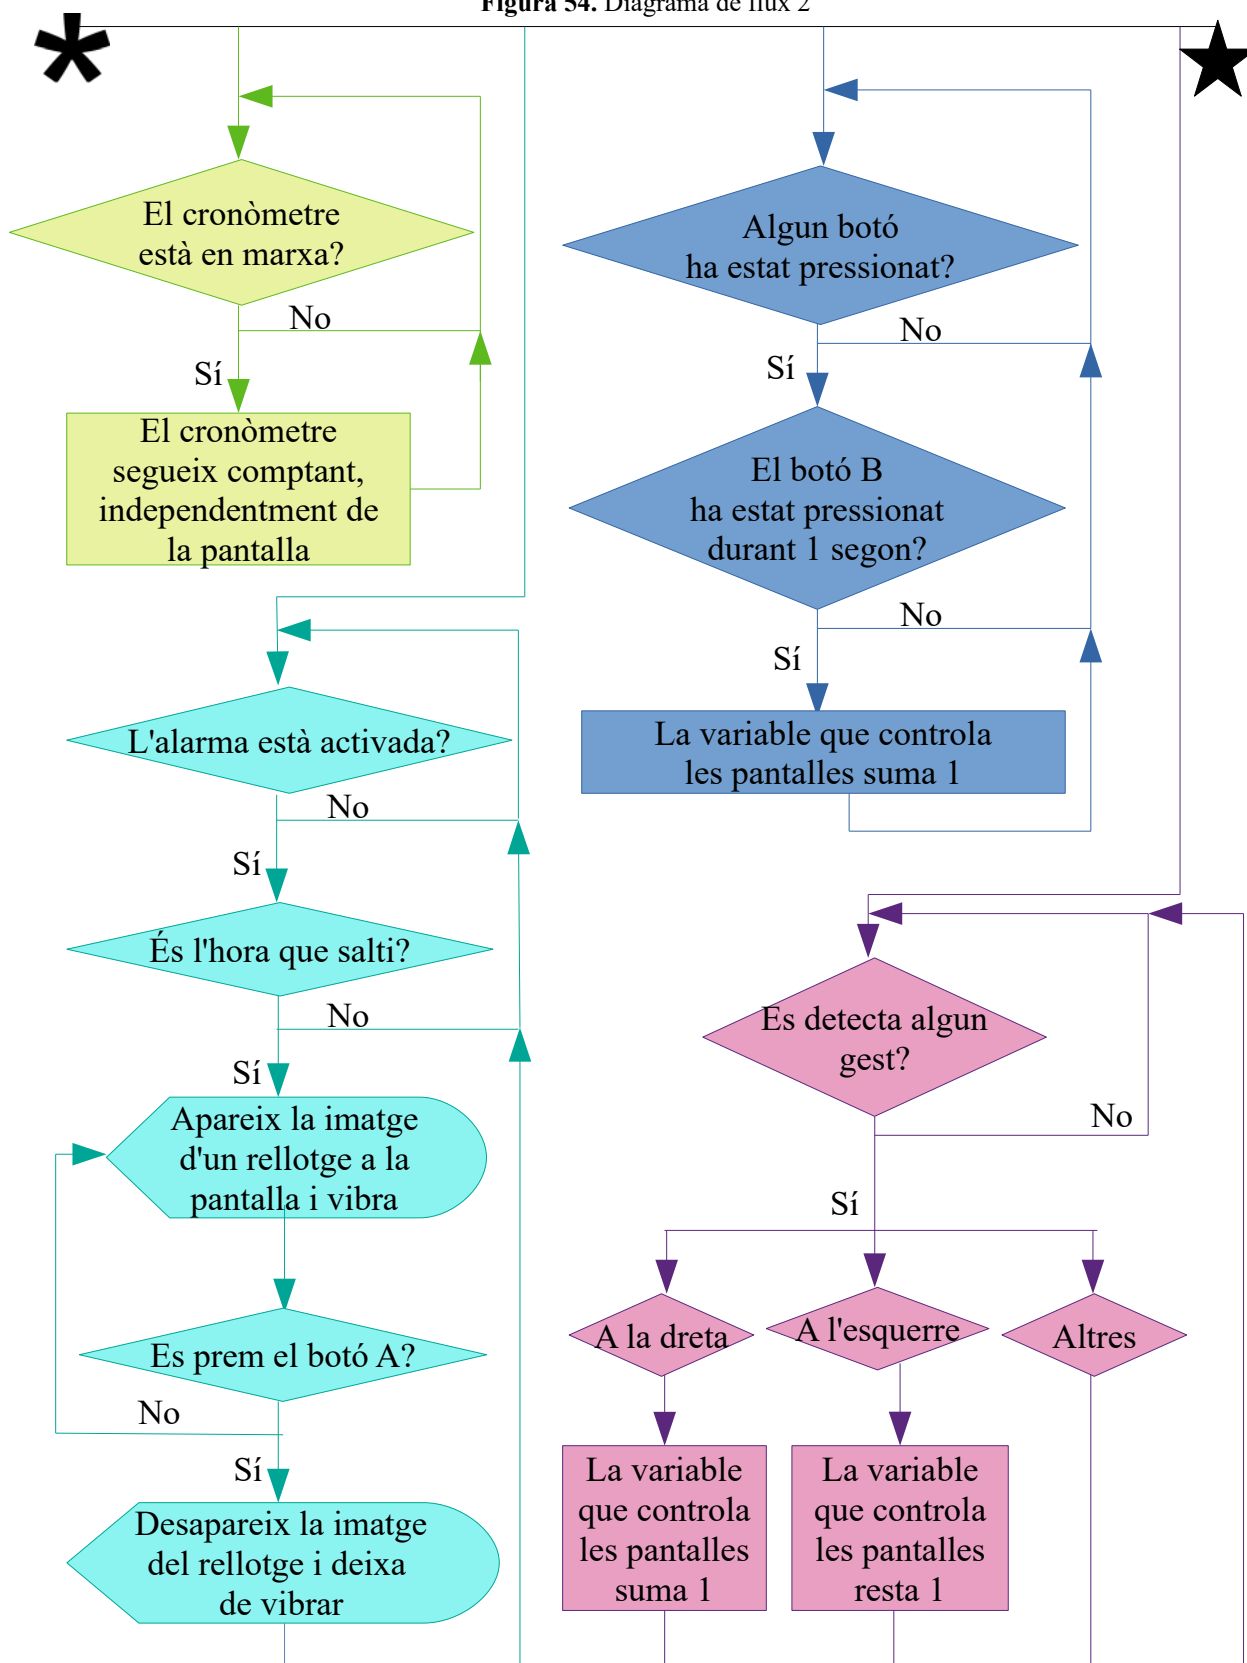 Figura 54. Diagrama de flux 2
El cronòmetre
està en marxa?
No
Sí
El cronòmetre
segueix comptant,
independentment de
la pantalla
Algun botó
ha estat pressionat?
No
Sí
El botó B
ha estat pressionat
durant 1 segon?
No
Sí
La variable que controla
les pantalles suma 1
L'alarma està activada?
No
Sí
És l'hora que salti?
No
Sí
Apareix la imatge
d'un rellotge a la
pantalla i vibra
Es prem el botó A?
No
Sí
Desapareix la imatge
del rellotge i deixa
de vibrar
Es detecta algun
gest?
No
Sí
A la dreta
A l'esquerre
Altres
La variable
que controla
les pantalles
suma 1
La variable
que controla
les pantalles
resta 1